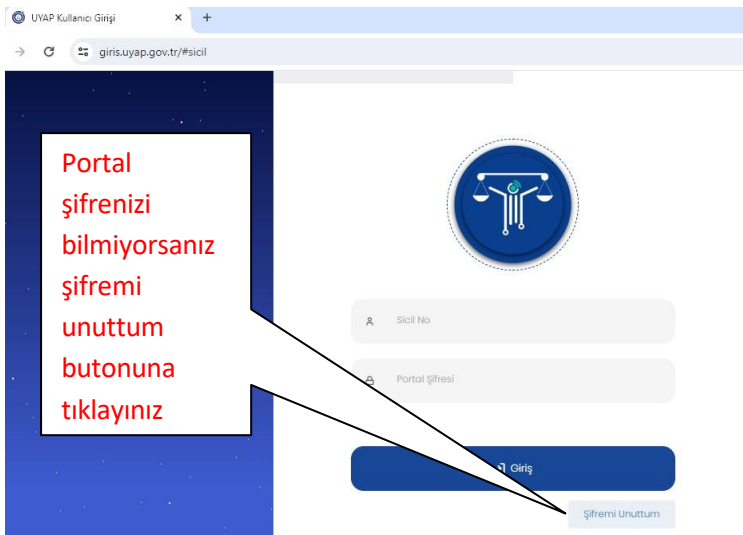 UYAP Kullanıcı Girişi
giris.uyap.gov.tr/#sicil
Portal
şifrenizi
bilmiyorsanız
şifremi
unuttum
butonuna
tıklayınız
Sicil No
Portal Şifresi
Giriş
Şifremi Unuttum